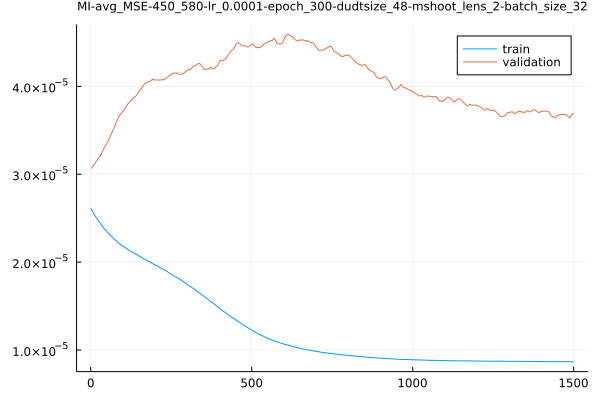 MI-avg_MSE-450_580-lr_0.0001-epoch_300-dudtsize_48-mshoot_lens_2-batch_size_32
train
validation
4.0×10⁻⁵
3.0×10⁻⁵
2.0×10⁻⁵
1.0×10⁻⁵
0 500 1000 1500